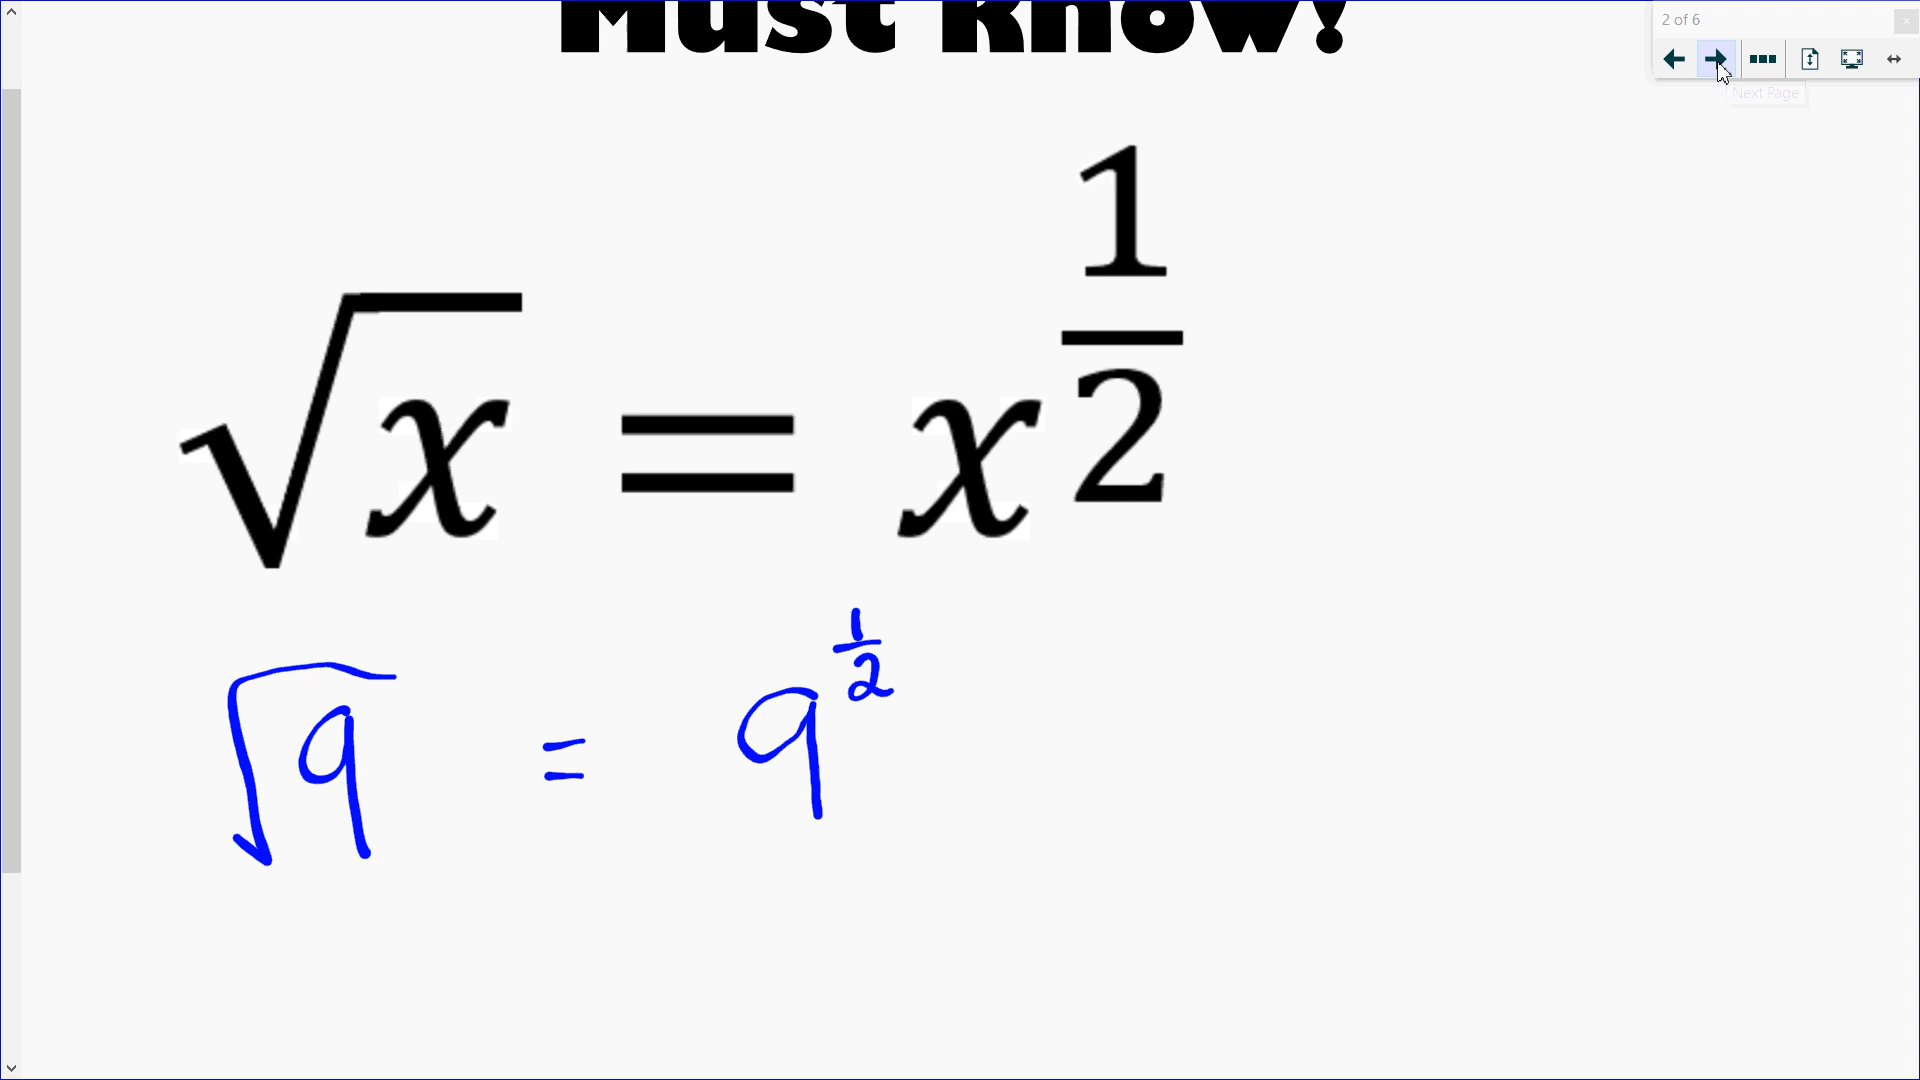 Must Know!
2 of 6
Next Page
√x = x^(1/2)
√9 = 9^(1/2)